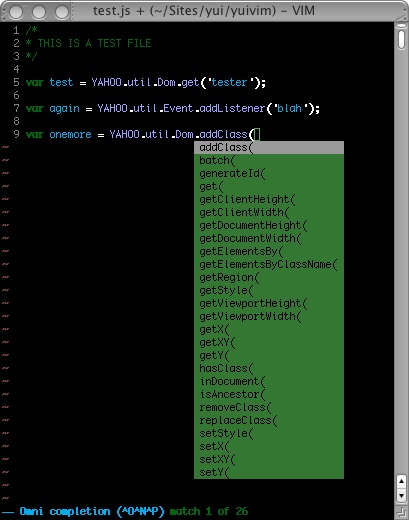 test.js + (~/Sites/yui/yuivim) - VIM
1 /*
2 * THIS IS A TEST FILE
3 */
4
5 var test = YAHOO.util.Dom.get('tester');
6
7 var again = YAHOO.util.Event.addListener('blah');
8
9 var onemore = YAHOO.util.Dom.addClass(
~ addClass(
~ batch(
~ generateId(
~ get(
~ getClientHeight(
~ getClientWidth(
~ getDocumentHeight(
~ getDocumentWidth(
~ getElementsBy(
~ getElementsByClassName(
~ getRegion(
~ getStyle(
~ getViewportHeight(
~ getViewportWidth(
~ getX(
~ getXY(
~ getY(
~ hasClass(
~ inDocument(
~ isAncestor(
~ removeClass(
~ replaceClass(
~ setStyle(
~ setX(
~ setXY(
~ setY(
~
~
-- Omni completion (^O^N^P) match 1 of 26